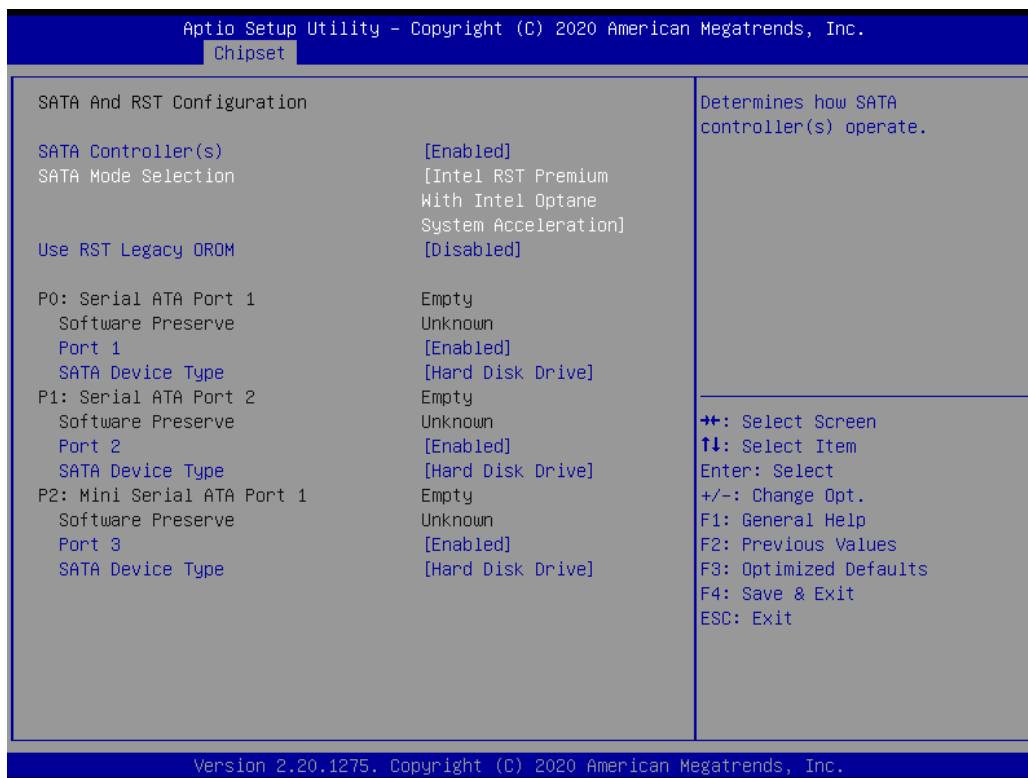 Aptio Setup Utility – Copyright (C) 2020 American Megatrends, Inc.
Chipset
SATA And RST Configuration
SATA Controller(s) [Enabled]
SATA Mode Selection [Intel RST Premium
With Intel Optane
System Acceleration]
Use RST Legacy OROM [Disabled]
P0: Serial ATA Port 1 Empty
Software Preserve Unknown
Port 1 [Enabled]
SATA Device Type [Hard Disk Drive]
P1: Serial ATA Port 2 Empty
Software Preserve Unknown
Port 2 [Enabled]
SATA Device Type [Hard Disk Drive]
P2: Mini Serial ATA Port 1 Empty
Software Preserve Unknown
Port 3 [Enabled]
SATA Device Type [Hard Disk Drive]
Determines how SATA
controller(s) operate.
→←: Select Screen
↑↓: Select Item
Enter: Select
+/-: Change Opt.
F1: General Help
F2: Previous Values
F3: Optimized Defaults
F4: Save & Exit
ESC: Exit
Version 2.20.1275. Copyright (C) 2020 American Megatrends, Inc.